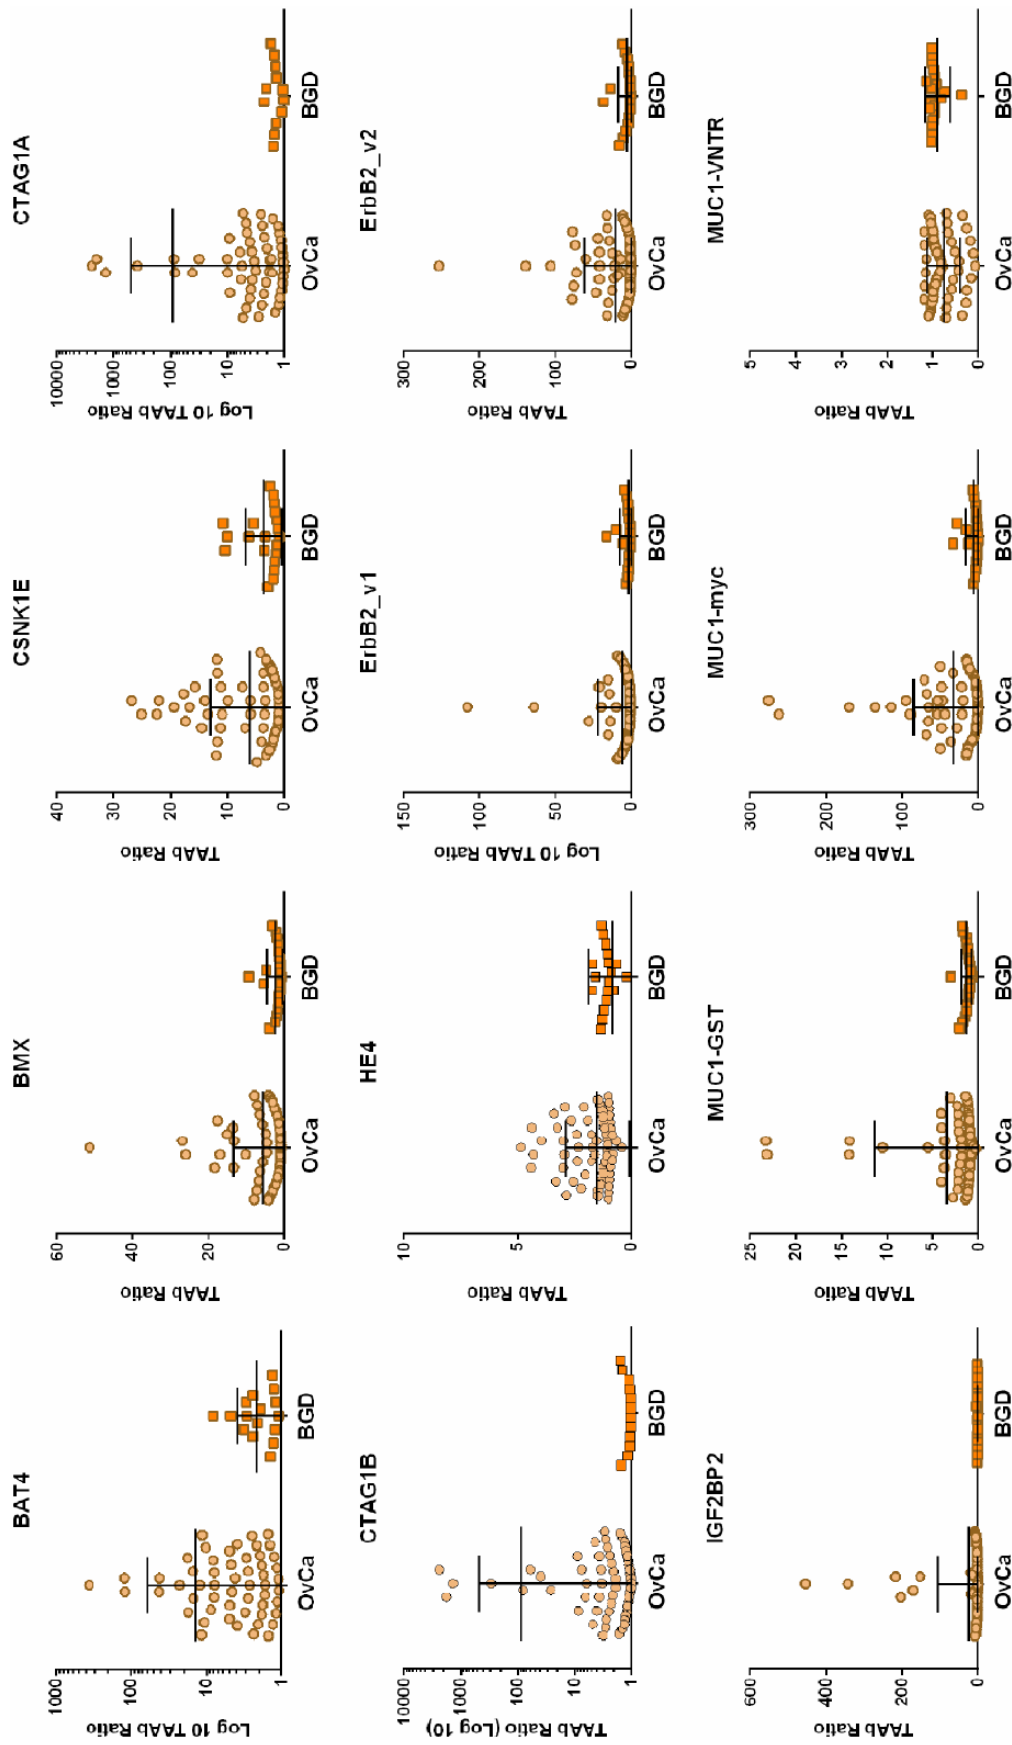 BAT4
Log 10 TAAb Ratio
1000
100
10
1
OvCa
BGD
BMX
TAAb Ratio
60
40
20
0
OvCa
BGD
CSNK1E
TAAb Ratio
40
30
20
10
0
OvCa
BGD
CTAG1A
Log 10 TAAb Ratio
10000
1000
100
10
1
OvCa
BGD
CTAG1B
TAAb Ratio (Log 10)
10000
1000
100
10
1
OvCa
BGD
HE4
TAAb Ratio
10
5
0
OvCa
BGD
ErbB2_v1
Log 10 TAAb Ratio
150
100
50
0
OvCa
BGD
ErbB2_v2
TAAb Ratio
300
200
100
0
OvCa
BGD
IGF2BP2
TAAb Ratio
600
400
200
0
OvCa
BGD
MUC1-GST
TAAb Ratio
25
20
15
10
5
0
OvCa
BGD
MUC1-myc
TAAb Ratio
300
200
100
0
OvCa
BGD
MUC1-VNTR
TAAb Ratio
5
4
3
2
1
0
OvCa
BGD